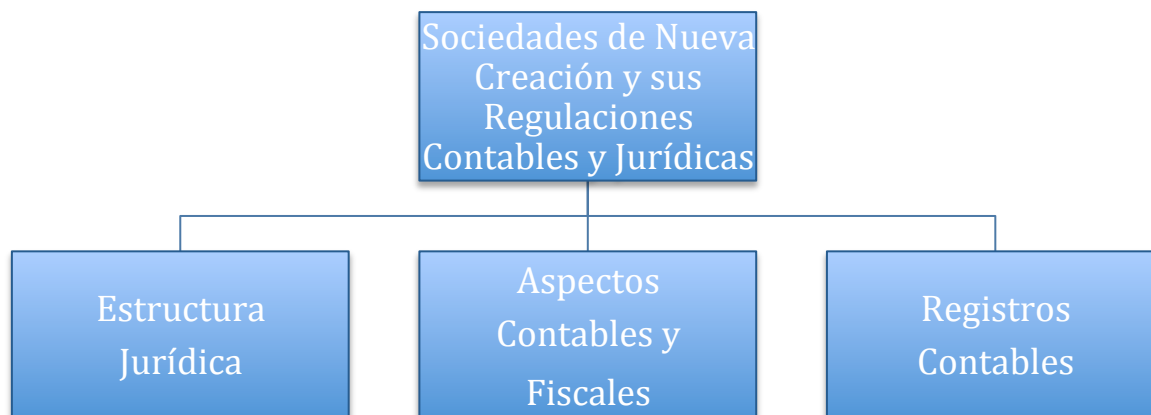 Sociedades de Nueva
Creación y sus
Regulaciones
Contables y Jurídicas
Estructura
Jurídica
Aspectos
Contables y
Fiscales
Registros
Contables